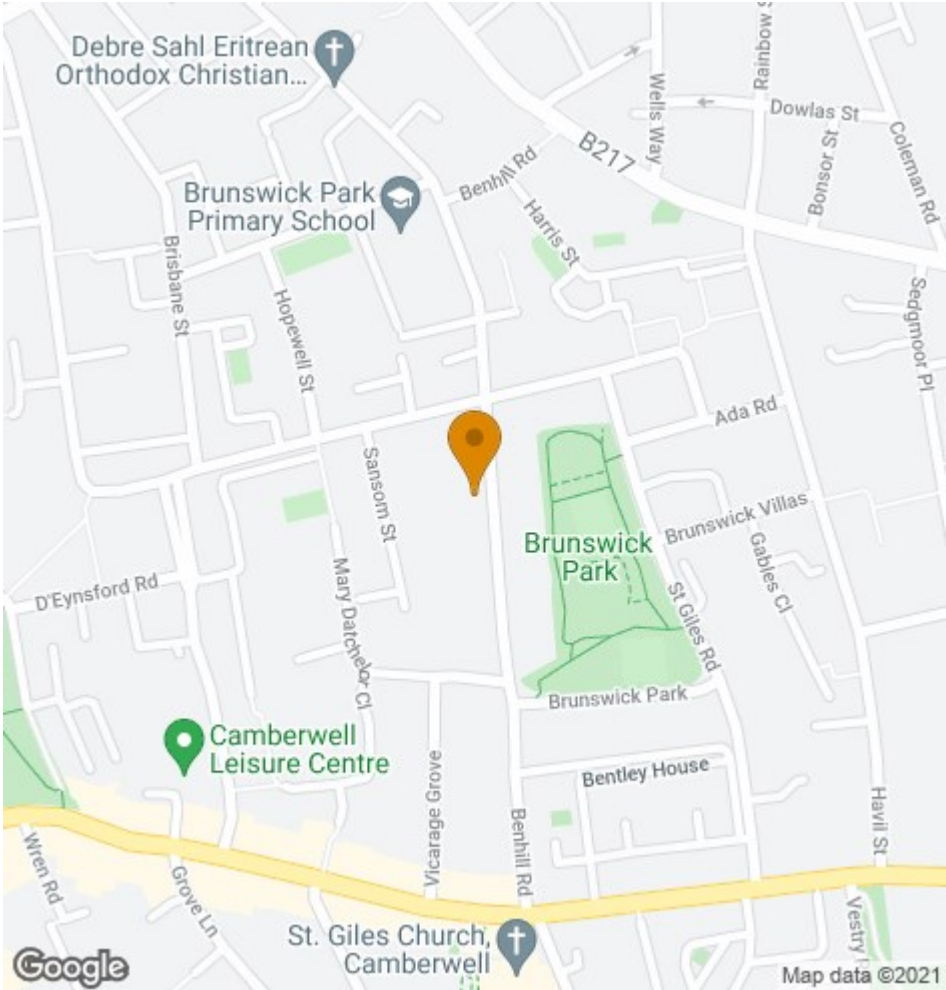 Debre Sahl Eritrean
Orthodox Christian...
Rainbow S
Wells Way
Dowlas St
B217
Coleman Rd
Bonsor St
Benhill Rd
Brunswick Park
Primary School
Harris St
Brisbane St
Hopewell St
Sedgmoor Pl
Ada Rd
Sansom St
Brunswick Villas
Brunswick
Park
Gables Cl
D'Eynsford Rd
Mary Datchelor Cl
St Giles Rd
Brunswick Park
Camberwell
Leisure Centre
Vicarage Grove
Bentley House
Benhill Rd
Havil St
Wren Rd
Grove Ln
St. Giles Church,
Camberwell
Vestry
Google
Map data ©2021